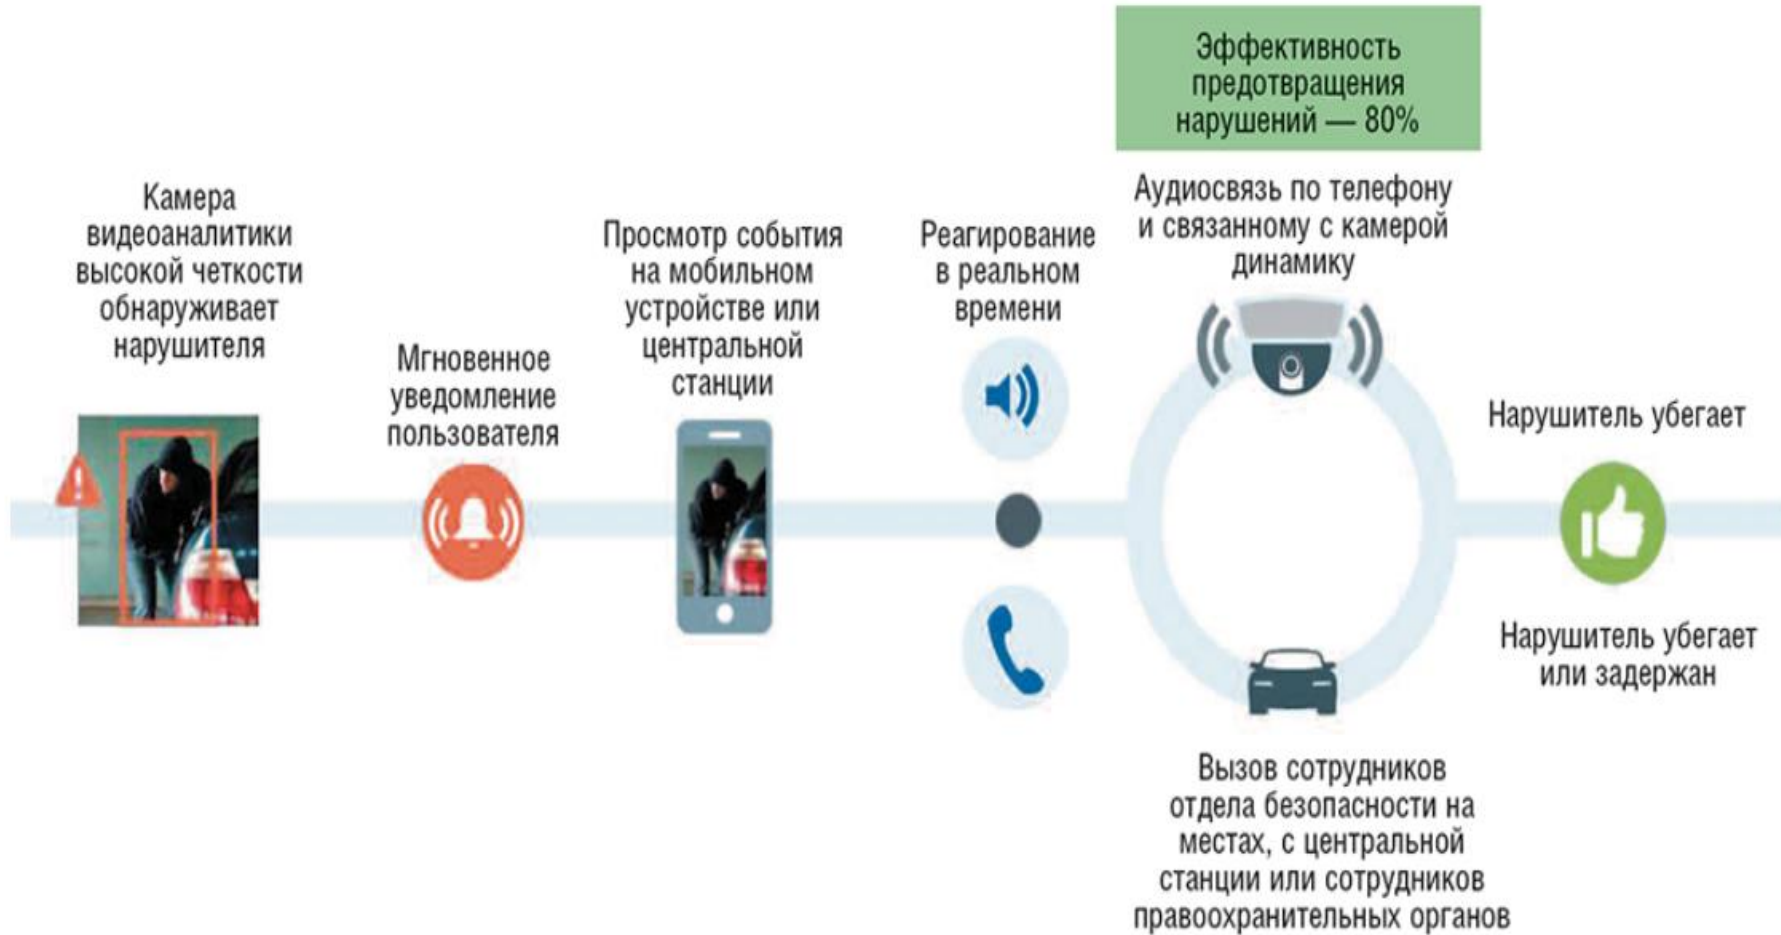 Камера
видеоаналитики
высокой четкости
обнаруживает
нарушителя
Мгновенное
уведомление
пользователя
Просмотр события
на мобильном
устройстве или
центральной
станции
Реагирование
в реальном
времени
Эффективность
предотвращения
нарушений — 80%
Аудиосвязь по телефону
и связанному с камерой
динамику
Вызов сотрудников
отдела безопасности на
местах, с центральной
станции или сотрудников
правоохранительных органов
Нарушитель убегает
Нарушитель убегает
или задержан